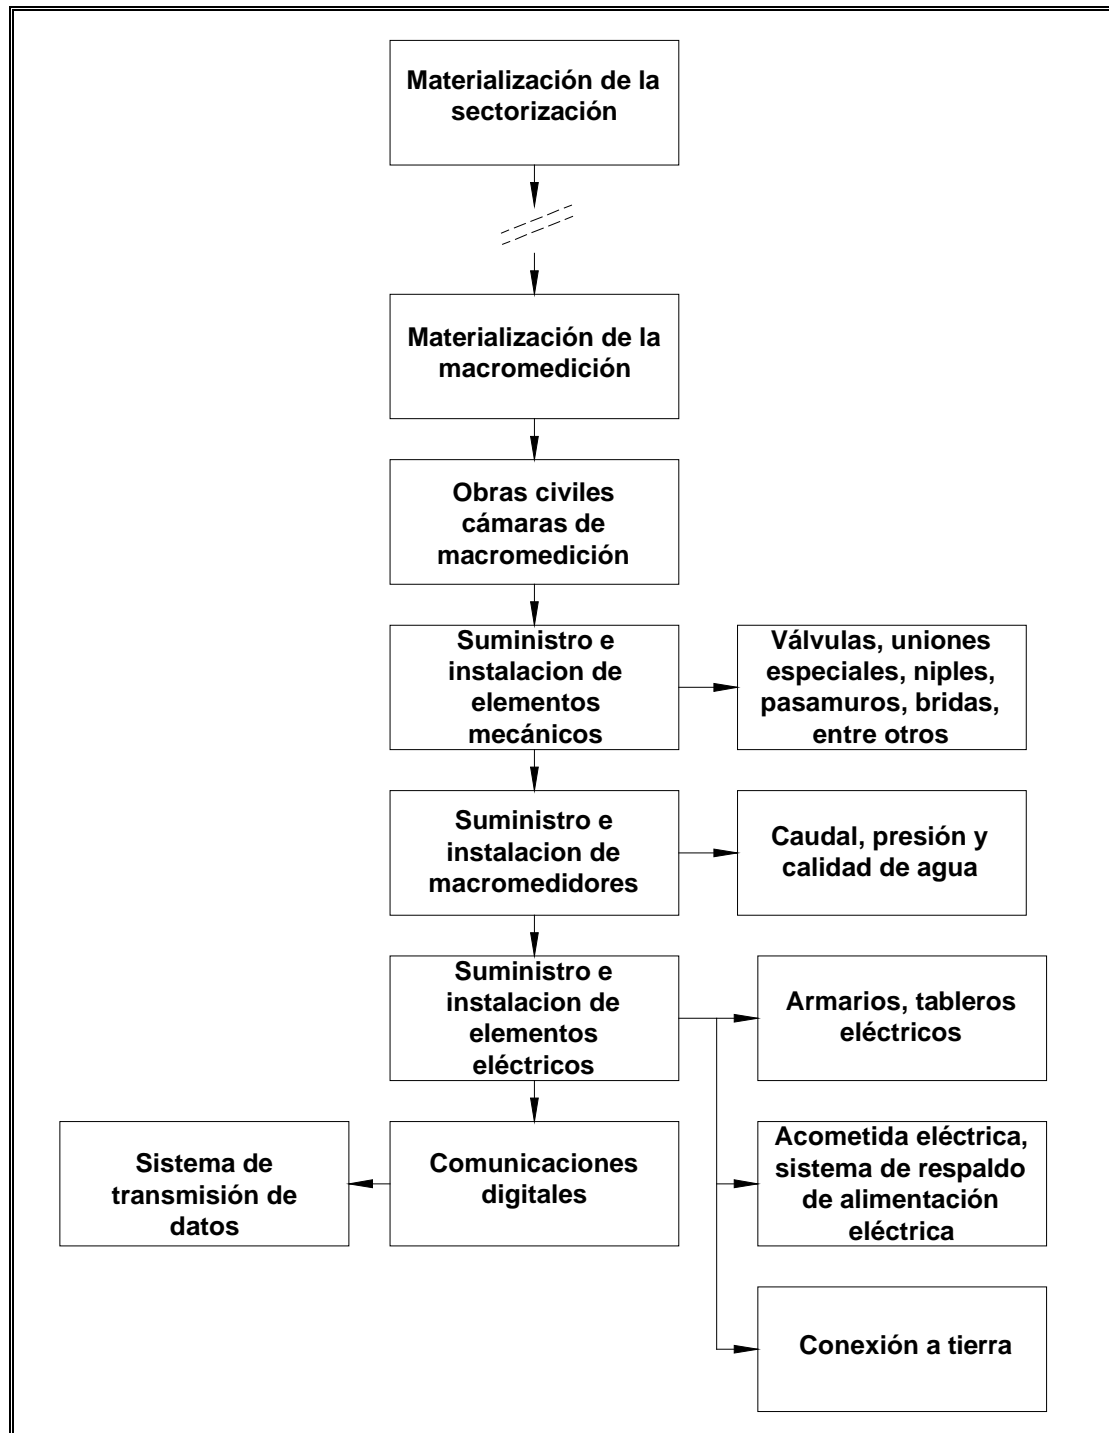 Materialización de la
sectorización
Materialización de la
macromedición
Obras civiles
cámaras de
macromedición
Suministro e
instalacion de
elementos
mecánicos
Válvulas, uniones
especiales, niples,
pasamuros, bridas,
entre otros
Suministro e
instalacion de
macromedidores
Caudal, presión y
calidad de agua
Suministro e
instalacion de
elementos
eléctricos
Armarios, tableros
eléctricos
Sistema de
transmisión de
datos
Comunicaciones
digitales
Acometida eléctrica,
sistema de respaldo
de alimentación
eléctrica
Conexión a tierra